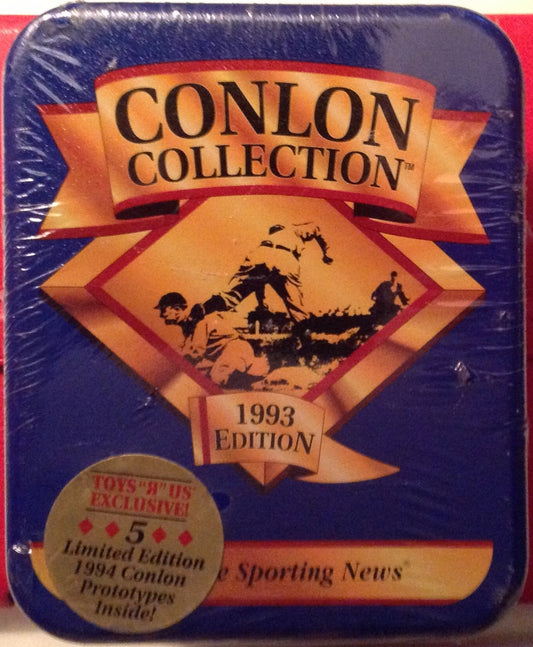 CONLON
COLLECTION™
1993
EDITION
TOYS "Я" US®
EXCLUSIVE!
5
Limited Edition
1994 Conlon
Prototypes
Inside!
Sporting News®